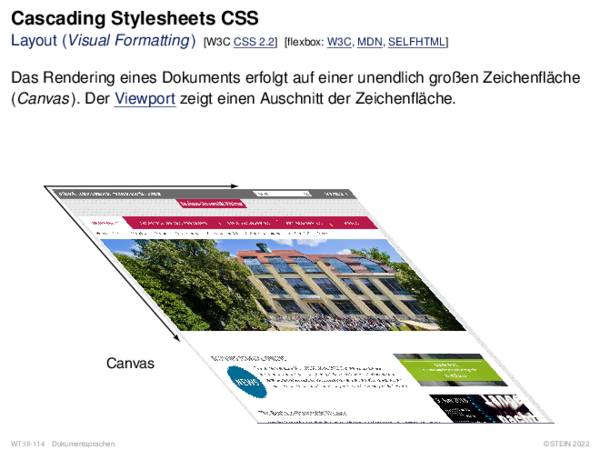 Cascading Stylesheets CSS
Layout (Visual Formatting) [W3C CSS 2.2] [flexbox: W3C, MDN, SELFHTML]
Das Rendering eines Dokuments erfolgt auf einer unendlich großen Zeichenfläche
(Canvas). Der Viewport zeigt einen Auschnitt der Zeichenfläche.
NEWS
Canvas
WT:III-114 Dokumentsprachen
©STEIN 2022